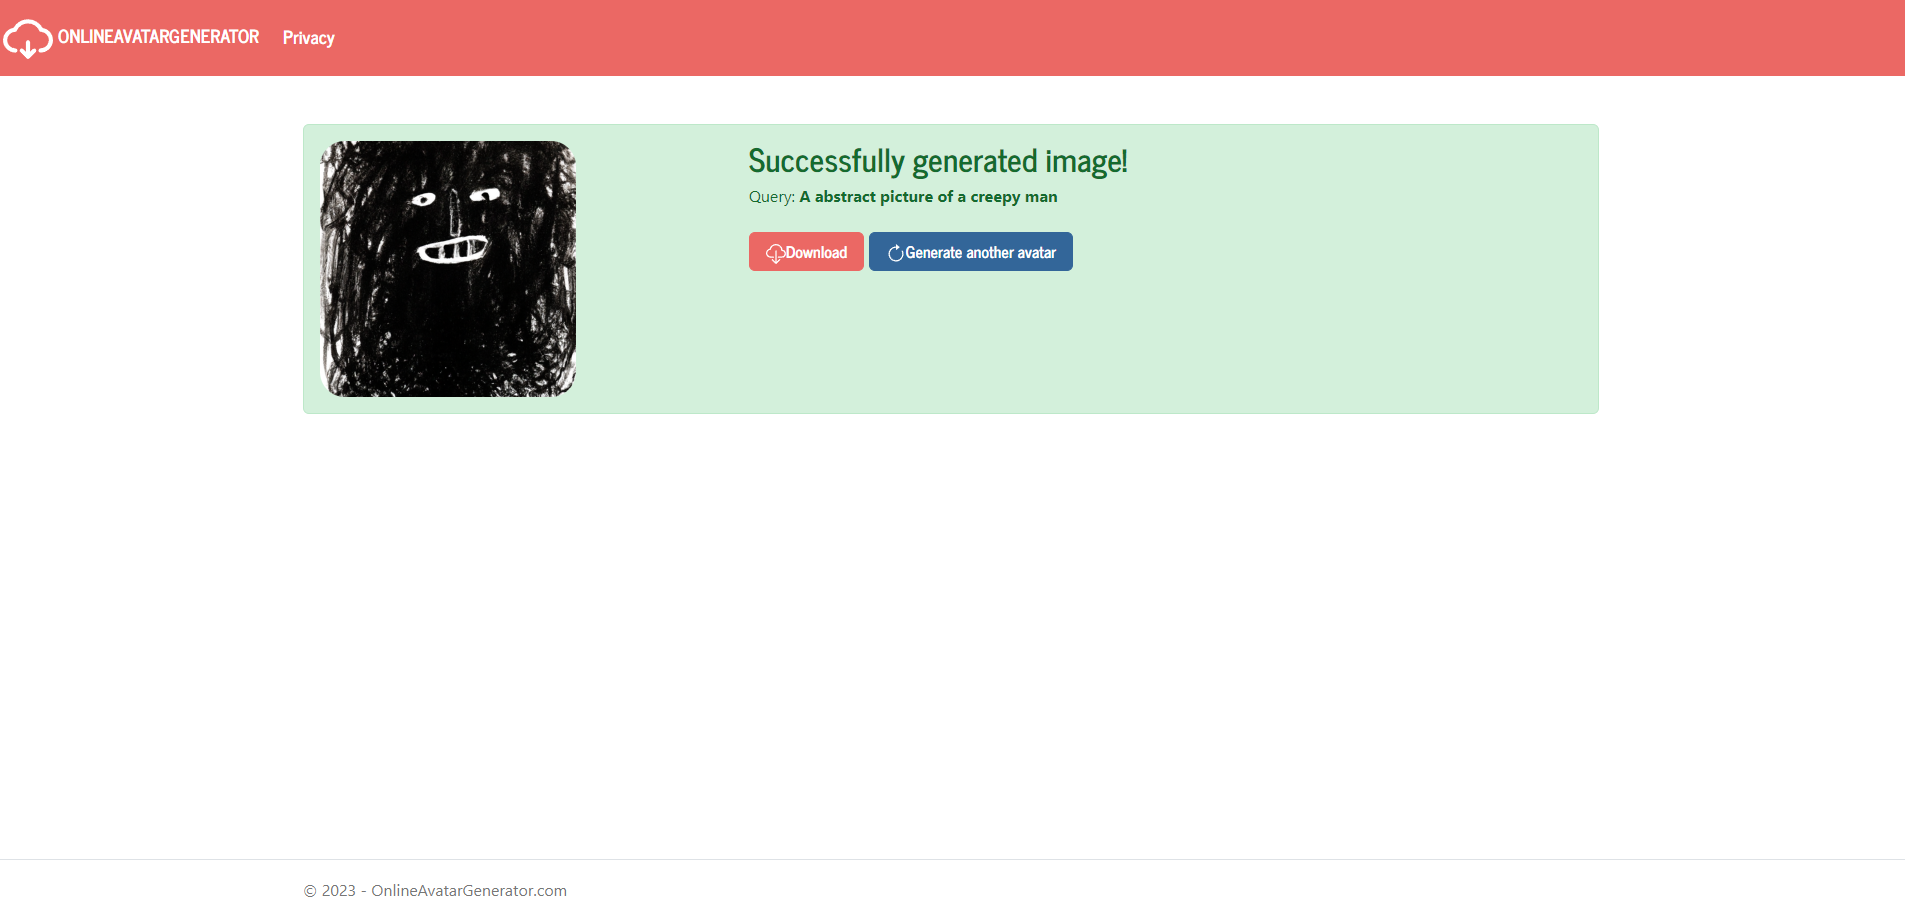 ONLINEAVATARGENERATOR Privacy
Successfully generated image!
Query: A abstract picture of a creepy man
Download Generate another avatar
© 2023 - OnlineAvatarGenerator.com